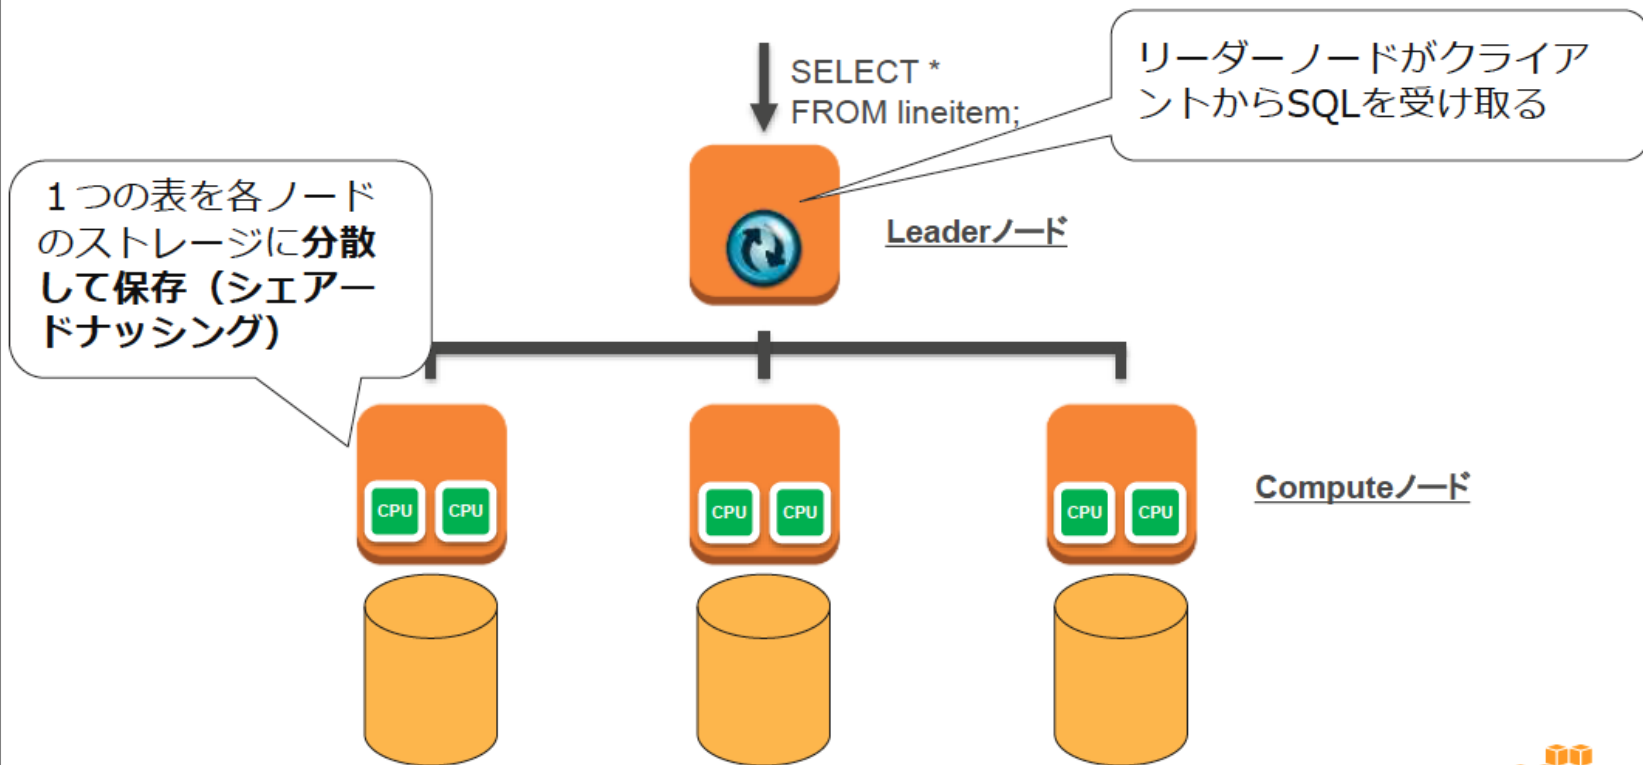 SELECT *
FROM lineitem;
リーダーノードがクライア
ントからSQLを受け取る
１つの表を各ノード
のストレージに分散
して保存（シェアー
ドナッシング）
Leaderノード
CPU CPU
CPU CPU
CPU CPU
Computeノード